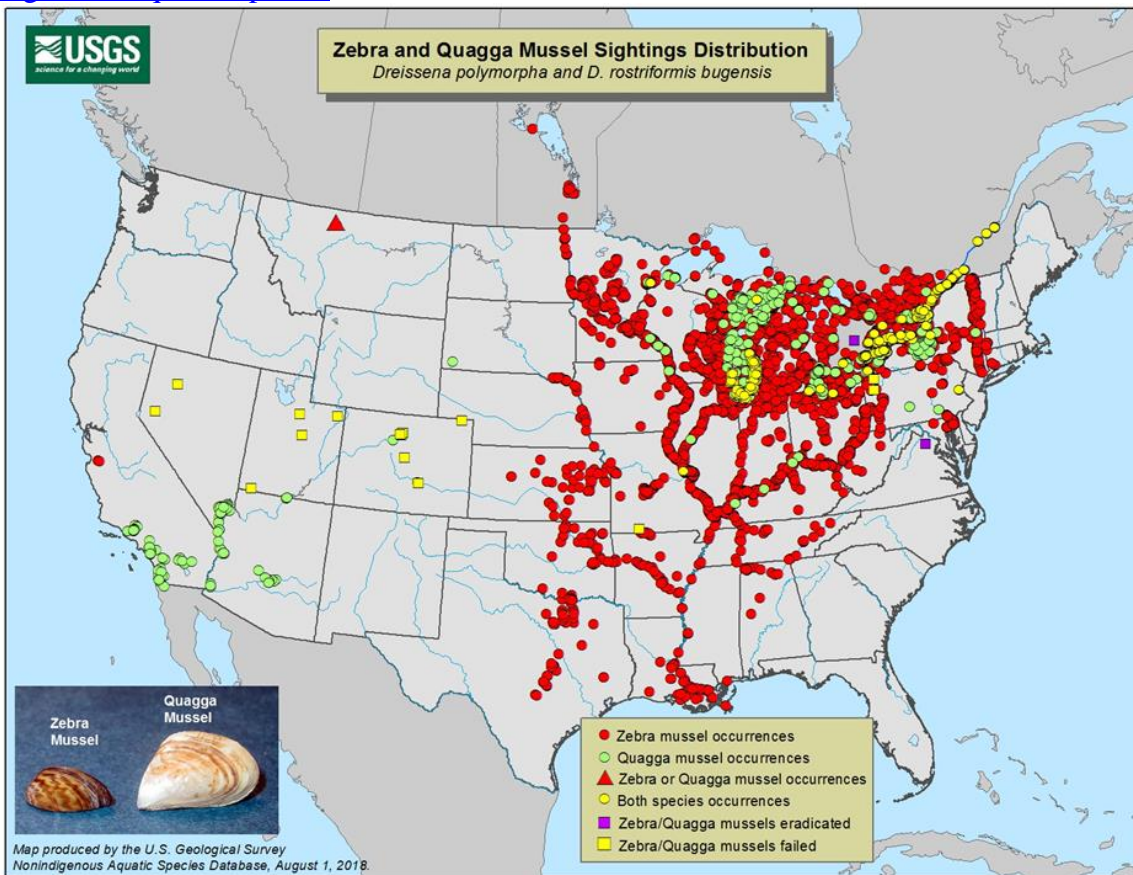 USGS
science for a changing world
Zebra and Quagga Mussel Sightings Distribution
Dreissena polymorpha and D. rostriformis bugensis
Zebra
Mussel
Quagga
Mussel
Zebra mussel occurrences
Quagga mussel occurrences
Zebra or Quagga mussel occurrences
Both species occurrences
Zebra/Quagga mussels eradicated
Zebra/Quagga mussels failed
Map produced by the U.S. Geological Survey
Nonindigenous Aquatic Species Database, August 1, 2018.